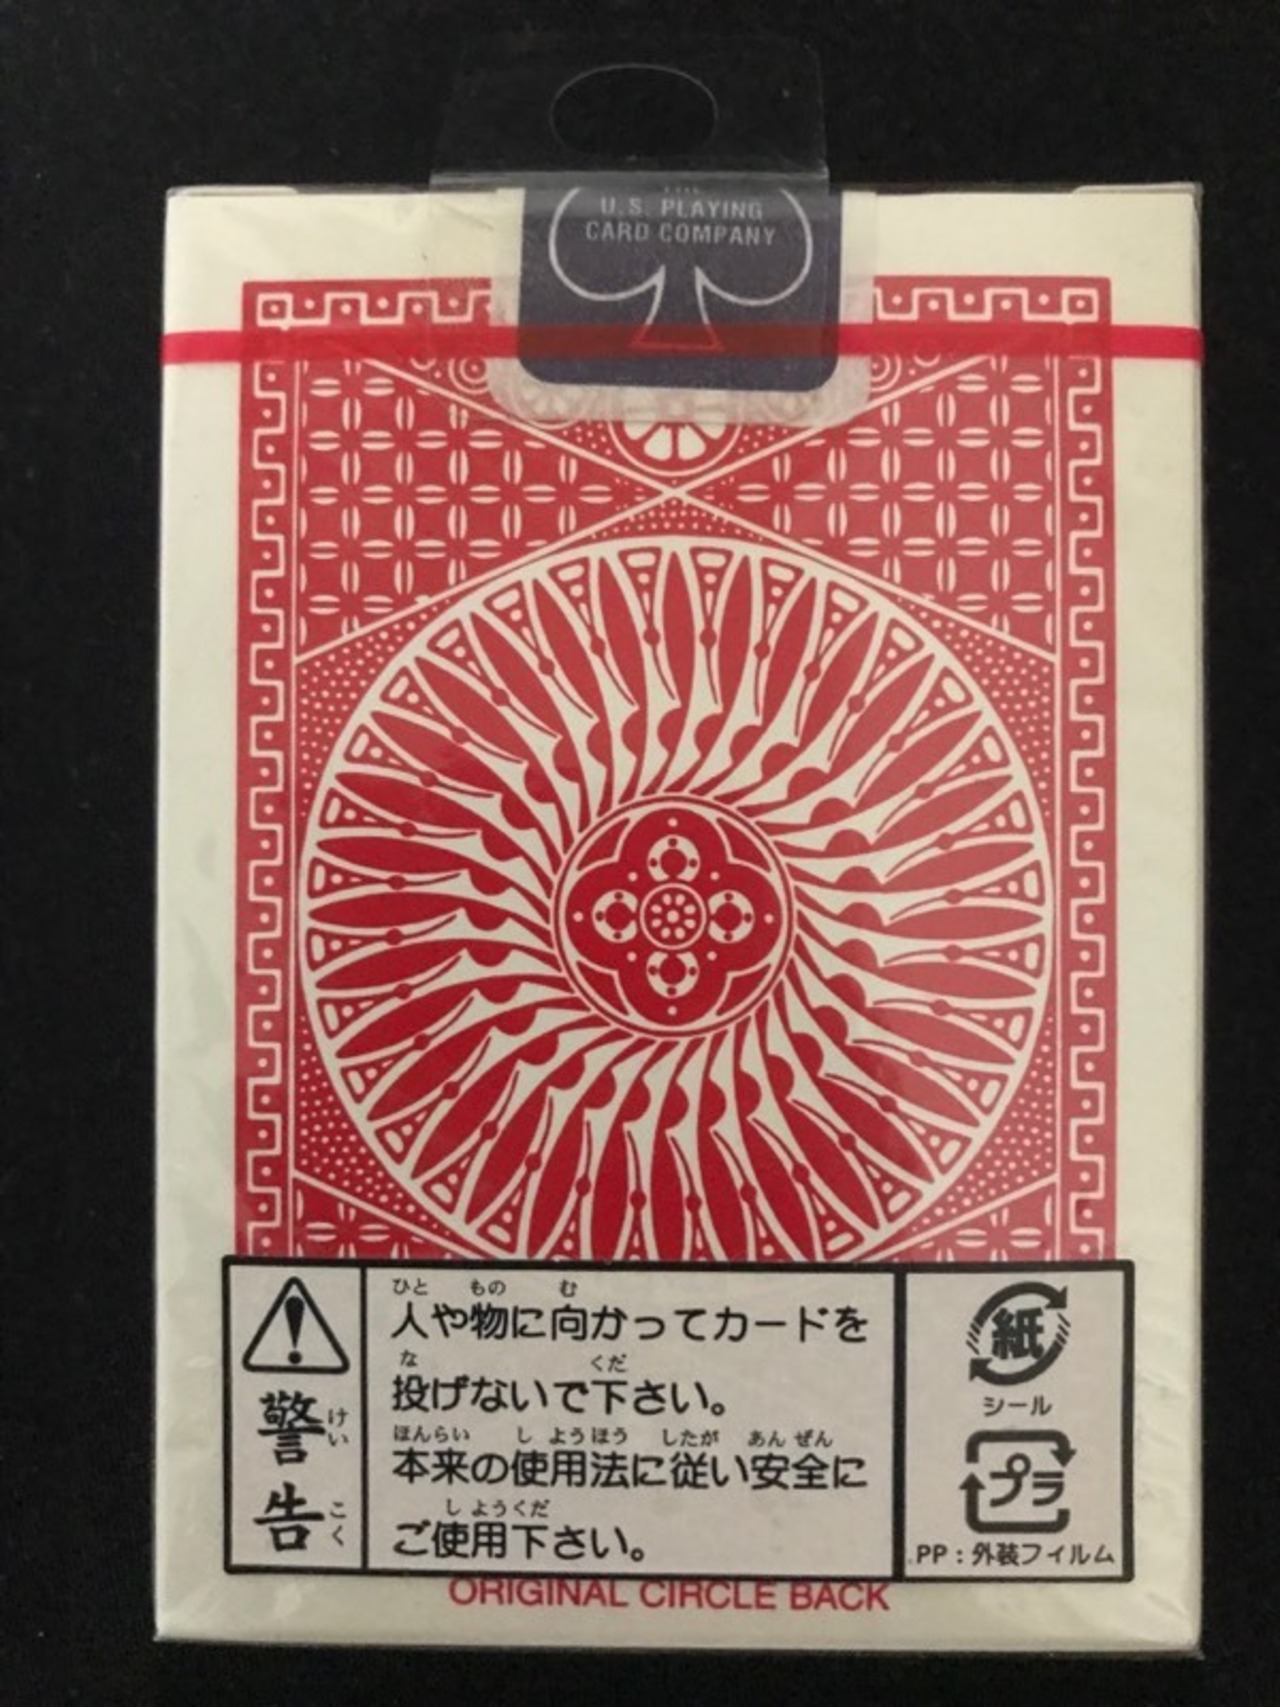 THE
U.S. PLAYING
CARD COMPANY
警告
けいこく
ひと もの む
人や物に向かってカードを
な くだ
投げないで下さい。
ほんらい しようほう したが あんぜん
本来の使用法に従い安全に
しようくだ
ご使用下さい。
紙
シール
プラ
PP：外装フィルム
ORIGINAL CIRCLE BACK